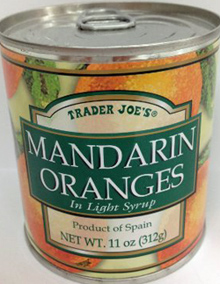 TRADER JOE'S®
MANDARIN
ORANGES
In Light Syrup
Product of Spain
NET WT. 11 oz (312g)